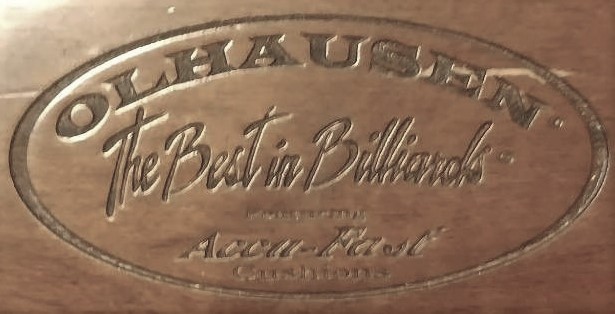 OLHAUSEN
The Best in Billiards
Featuring
Accu-Fast
Cushions